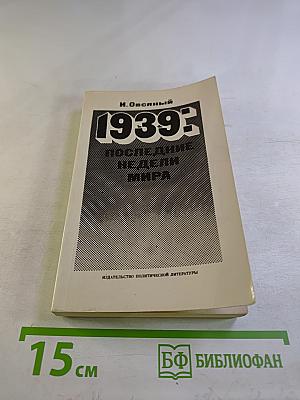 И. Овсяный
1939:
ПОСЛЕДНИЕ
НЕДЕЛИ
МИРА
ИЗДАТЕЛЬСТВО ПОЛИТИЧЕСКОЙ ЛИТЕРАТУРЫ
15 см
БФ БИБЛИОФАН